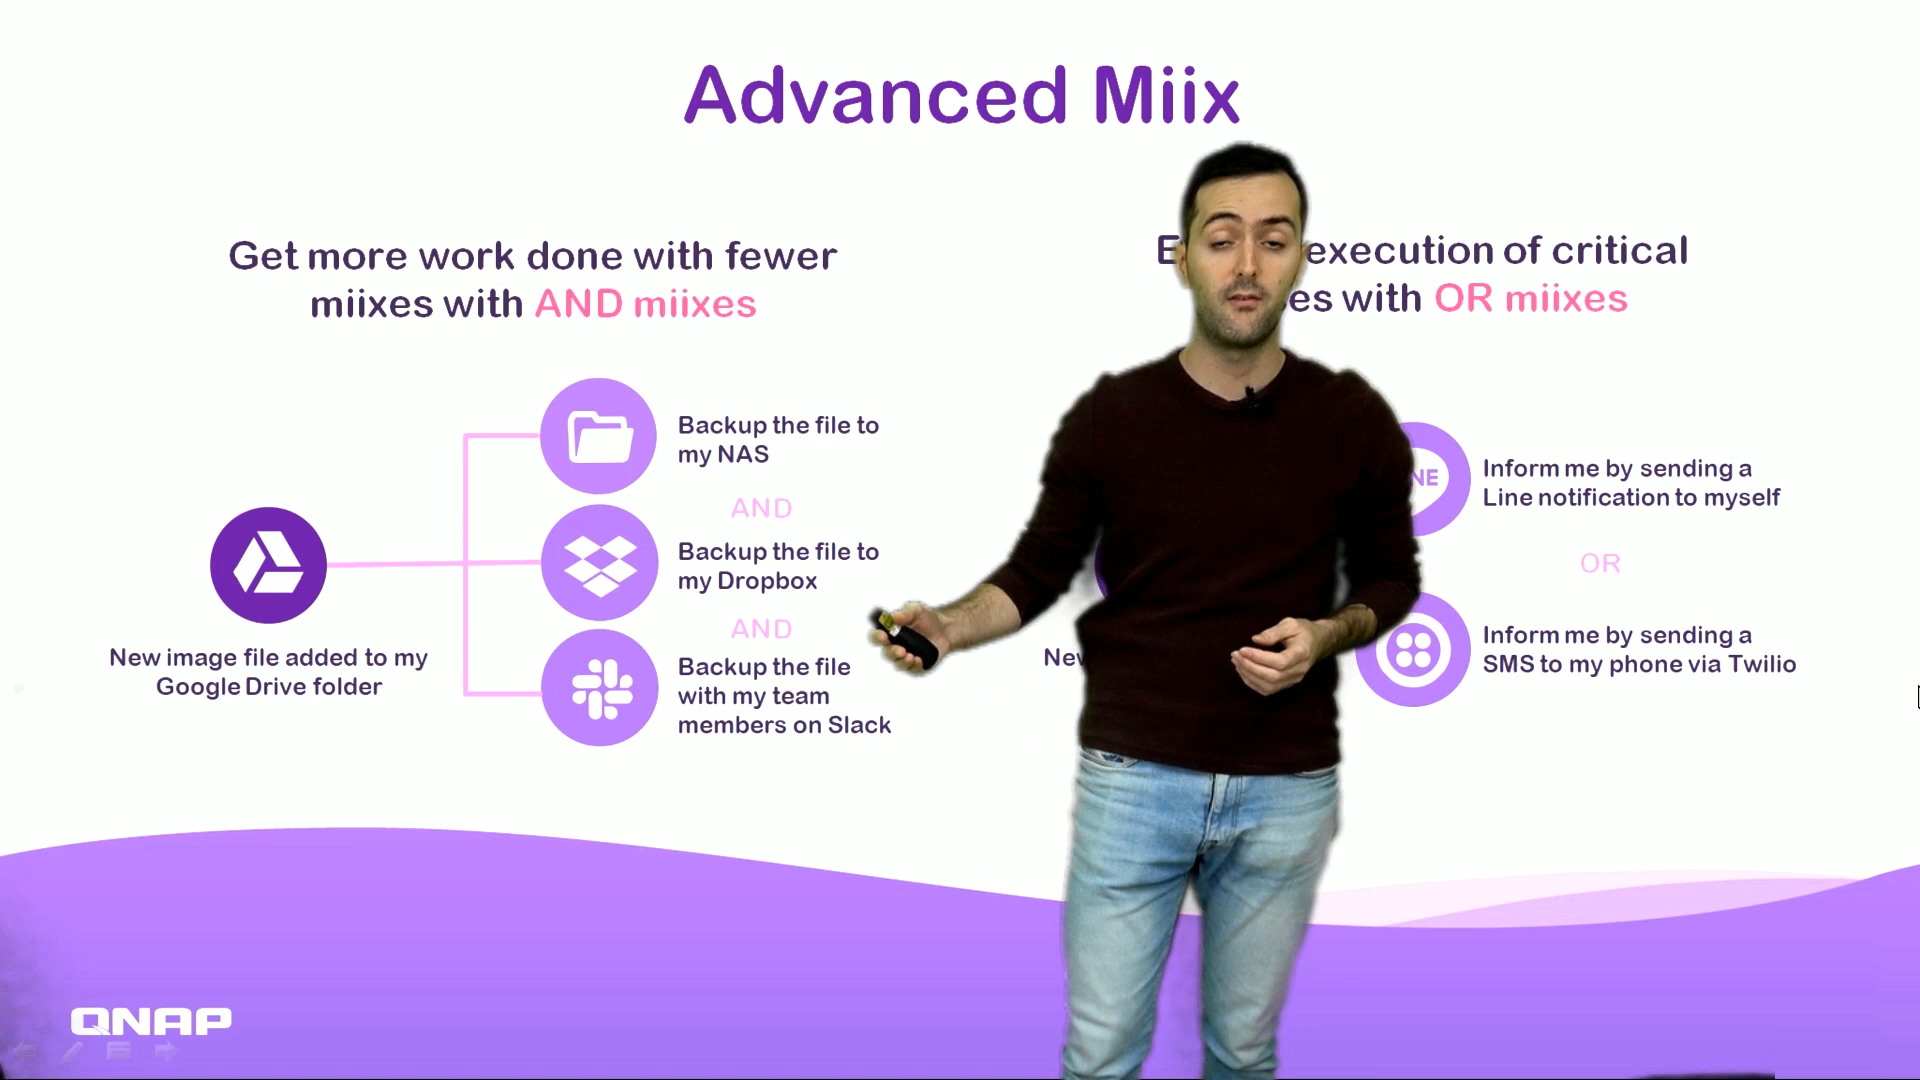 Advanced Miix
Get more work done with fewer
miixes with AND miixes
execution of critical
with OR miixes
Backup the file to
my NAS
AND
Backup the file to
my Dropbox
AND
Backup the file
with my team
members on Slack
New image file added to my
Google Drive folder
Inform me by sending a
Line notification to myself
OR
Inform me by sending a
SMS to my phone via Twilio
QNAP